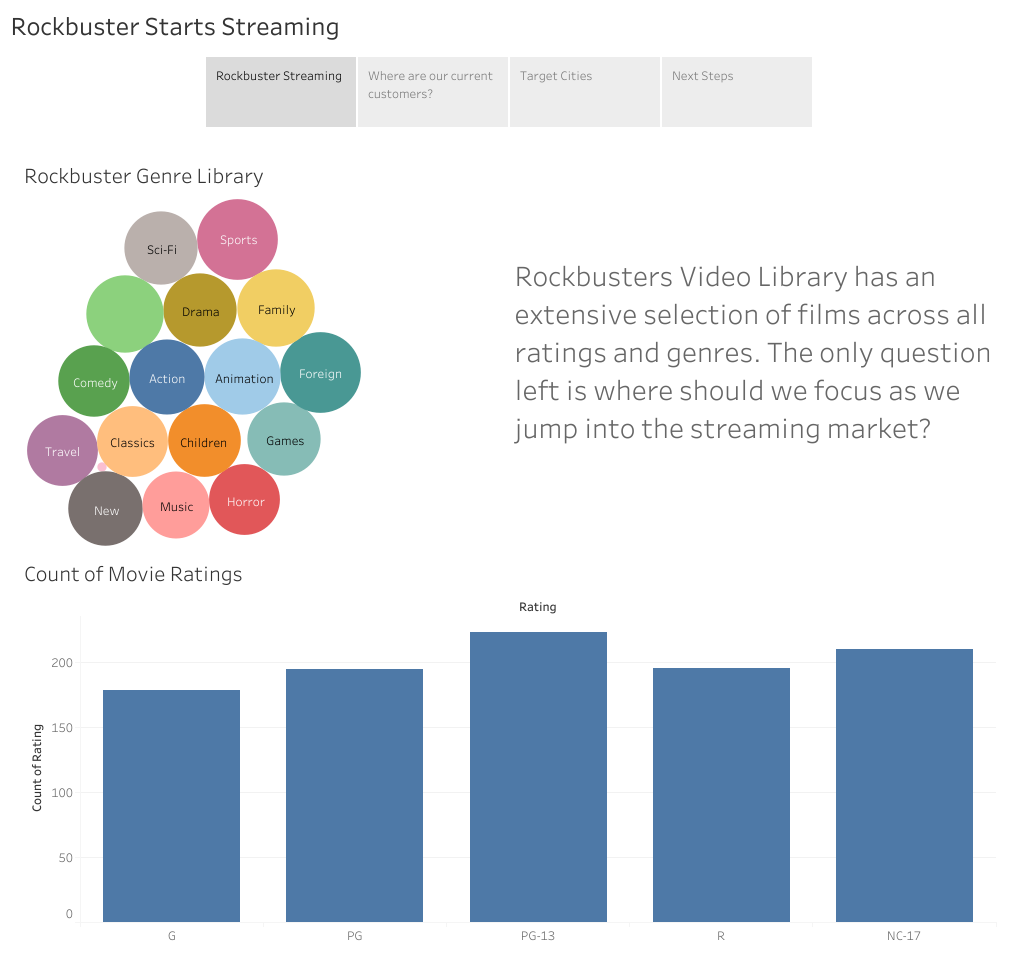 Rockbuster Starts Streaming
Rockbuster Streaming
Where are our current
customers?
Target Cities
Next Steps
Rockbuster Genre Library
Sci-Fi
Sports
Drama
Family
Comedy
Action
Animation
Foreign
Travel
Classics
Children
Games
New
Music
Horror
Rockbusters Video Library has an
extensive selection of films across all
ratings and genres. The only question
left is where should we focus as we
jump into the streaming market?
Count of Movie Ratings
Rating
Count of Rating
200
150
100
50
0
G
PG
PG-13
R
NC-17